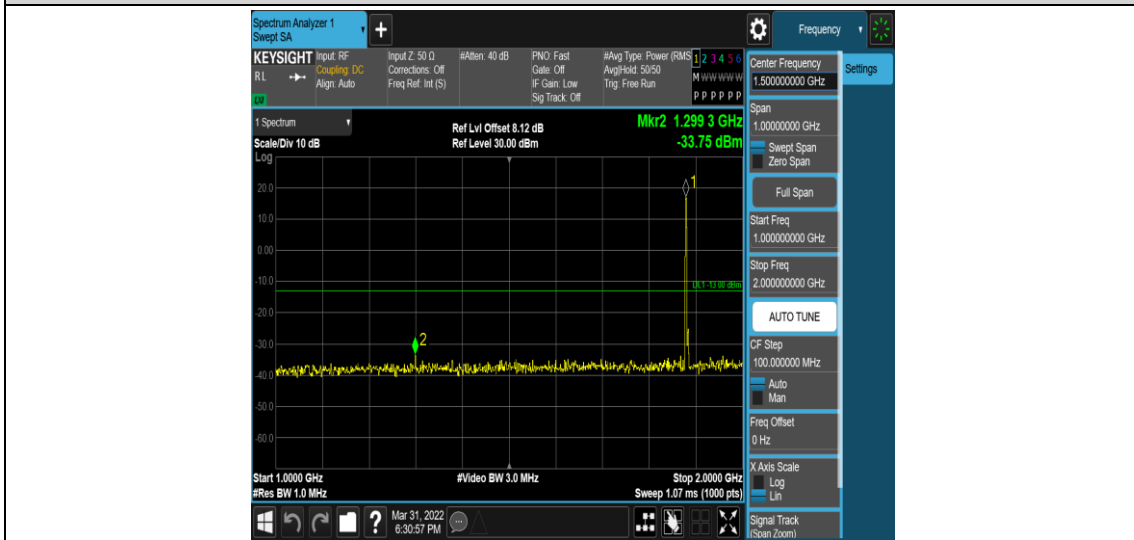 Spectrum Analyzer 1
Swept SA
+
Frequency
KEYSIGHT
RL
LXI
Input: RF
Coupling: DC
Align: Auto
Input Z: 50 Ω
Corrections: Off
Freq Ref: Int (S)
#Atten: 40 dB
PNO: Fast
Gate: Off
IF Gain: Low
Sig Track: Off
#Avg Type: Power (RMS
Avg|Hold: 50/50
Trig: Free Run
1 2 3 4 5 6
M W W W W W
P P P P P P
Center Frequency
1.500000000 GHz
Settings
Span
1.00000000 GHz
Swept Span
Zero Span
Full Span
Start Freq
1.000000000 GHz
Stop Freq
2.000000000 GHz
AUTO TUNE
CF Step
100.000000 MHz
Auto
Man
Freq Offset
0 Hz
X Axis Scale
Log
Lin
Signal Track
(Span Zoom)
1 Spectrum
Scale/Div 10 dB
Log
Ref Lvl Offset 8.12 dB
Ref Level 30.00 dBm
Mkr2 1.299 3 GHz
-33.75 dBm
20.0
10.0
0.00
-10.0
-20.0
-30.0
-40.0
-50.0
-60.0
1
DL1 -13.00 dBm
2
Start 1.0000 GHz
#Res BW 1.0 MHz
#Video BW 3.0 MHz
Stop 2.0000 GHz
Sweep 1.07 ms (1000 pts)
?
Mar 31, 2022
6:30:57 PM